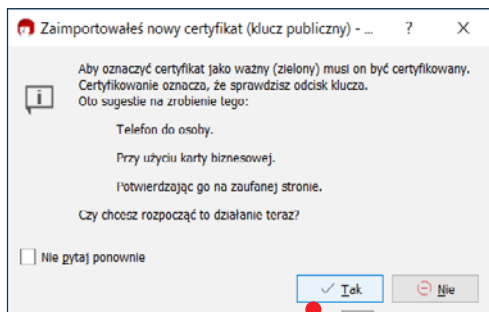 Zaimportowałeś nowy certyfikat (klucz publiczny) - ...
Aby oznaczyć certyfikat jako ważny (zielony) musi on być certyfikowany.
Certyfikowanie oznacza, że sprawdzisz odcisk klucza.
Oto sugestie na zrobienie tego:
Telefon do osoby.
Przy użyciu karty biznesowej.
Potwierdzając go na zaufanej stronie.
Czy chcesz rozpocząć to działanie teraz?
Nie pytaj ponownie
Tak Nie